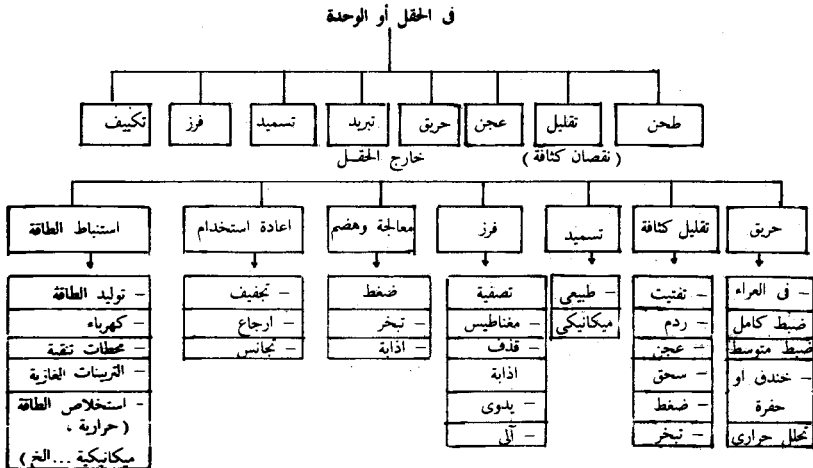 فى الحقل أو الوحدة
طحن
تقليل
عجن
حريق
تبريد
تسميد
فرز
تكييف
(نقصان كثافة)
خارج الحقــل
حريق
تقليل كثافة
تسميد
فرز
معالجة وهضم
اعادة استخدام
استنباط الطاقة
– فى العراء
ضبط كامل
ضبط متوسط
– خندق او
حفرة
تحلل حرارى
– تفتيت
– ردم
– عجن
– سحق
– ضغط
– تبخر
– طبيعى
ميكانيكى
تصفية
– مغناطيس
– قذف
اذابة
– يدوى
– آلى
ضغط
– تبخر
– اذابة
– تجفيف
– ارجاع
– تجانس
– توليد الطاقة
– كهرباء
– محطات تنقية
– التربينات الغازية
– استخلاص الطاقة
(حرارية ،
ميكانيكية ... الخ)